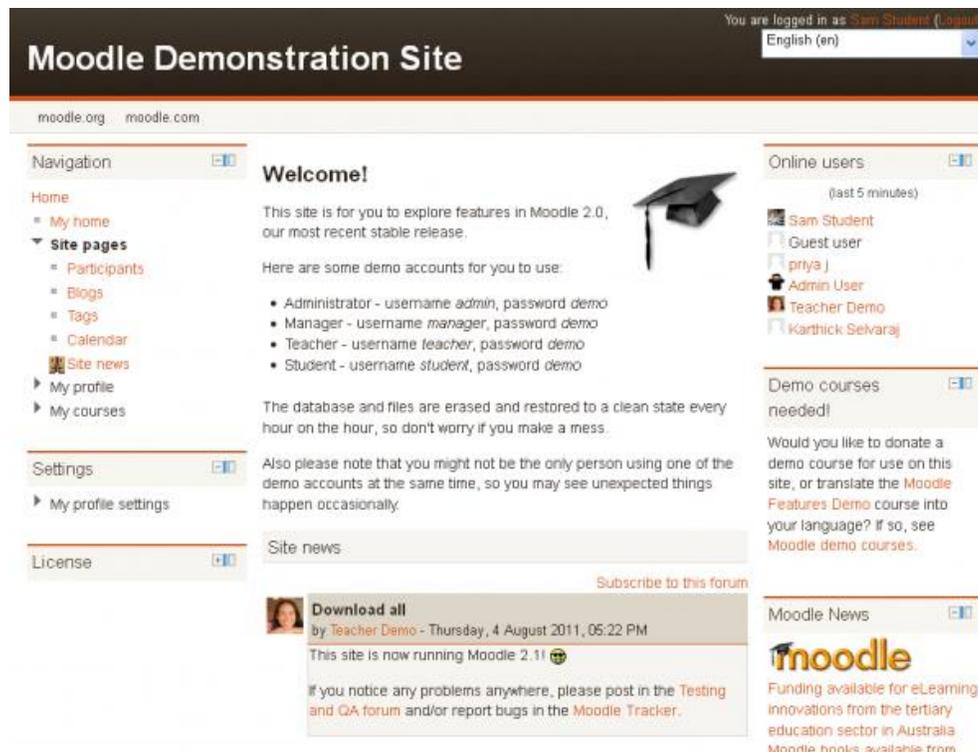 You are logged in as Sam Student (Logout
English (en)
Moodle Demonstration Site
moodle.org moodle.com
Navigation
Home
My home
Site pages
Participants
Blogs
Tags
Calendar
Site news
My profile
My courses
Settings
My profile settings
License
Welcome!
This site is for you to explore features in Moodle 2.0,
our most recent stable release.
Here are some demo accounts for you to use:
Administrator - username admin, password demo
Manager - username manager, password demo
Teacher - username teacher, password demo
Student - username student, password demo
The database and files are erased and restored to a clean state every
hour on the hour, so don't worry if you make a mess.
Also please note that you might not be the only person using one of the
demo accounts at the same time, so you may see unexpected things
happen occasionally.
Site news
Subscribe to this forum
Download all
by Teacher Demo - Thursday, 4 August 2011, 05:22 PM
This site is now running Moodle 2.1!
If you notice any problems anywhere, please post in the Testing
and QA forum and/or report bugs in the Moodle Tracker.
Online users
(last 5 minutes)
Sam Student
Guest user
priya j
Admin User
Teacher Demo
Karthick Selvaraj
Demo courses
needed!
Would you like to donate a
demo course for use on this
site, or translate the Moodle
Features Demo course into
your language? If so, see
Moodle demo courses.
Moodle News
moodle
Funding available for eLearning
innovations from the tertiary
education sector in Australia
Moodle books available from